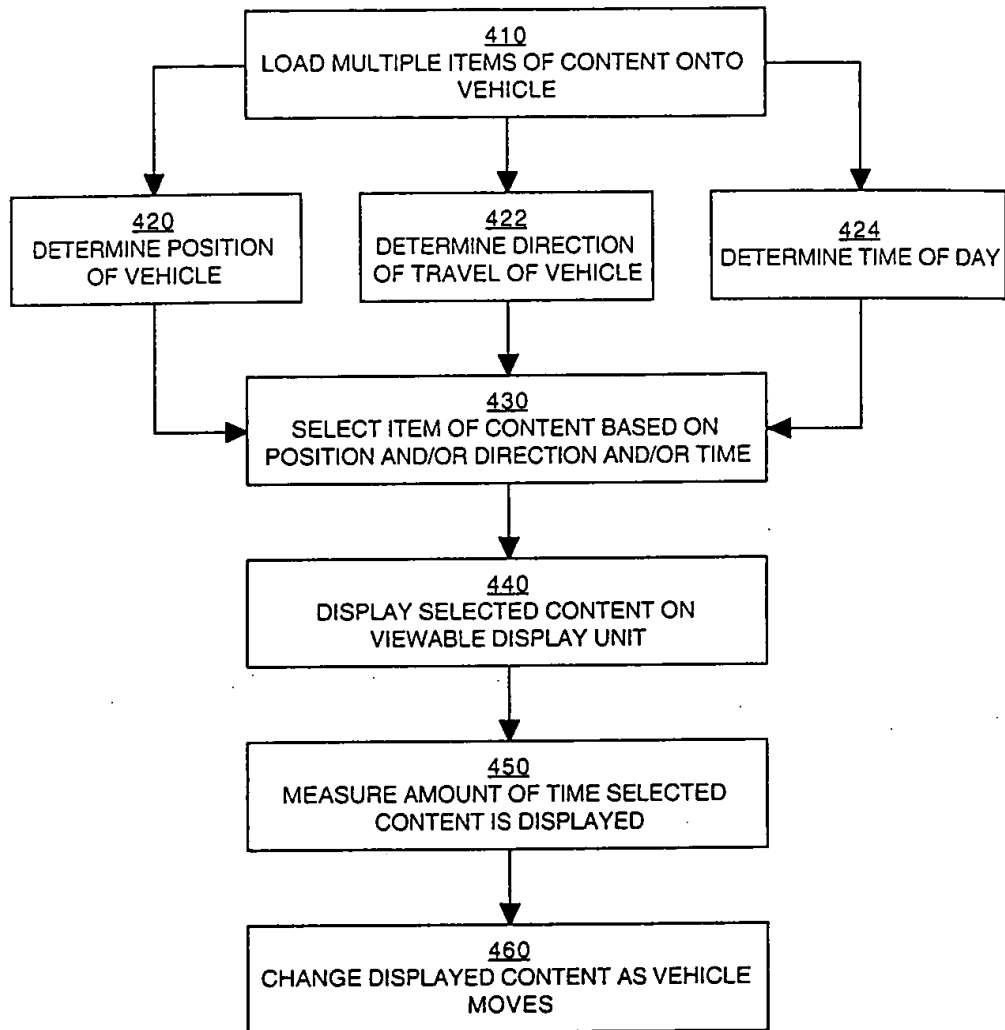 410
LOAD MULTIPLE ITEMS OF CONTENT ONTO
VEHICLE
420
DETERMINE POSITION
OF VEHICLE
422
DETERMINE DIRECTION
OF TRAVEL OF VEHICLE
424
DETERMINE TIME OF DAY
430
SELECT ITEM OF CONTENT BASED ON
POSITION AND/OR DIRECTION AND/OR TIME
440
DISPLAY SELECTED CONTENT ON
VIEWABLE DISPLAY UNIT
450
MEASURE AMOUNT OF TIME SELECTED
CONTENT IS DISPLAYED
460
CHANGE DISPLAYED CONTENT AS VEHICLE
MOVES